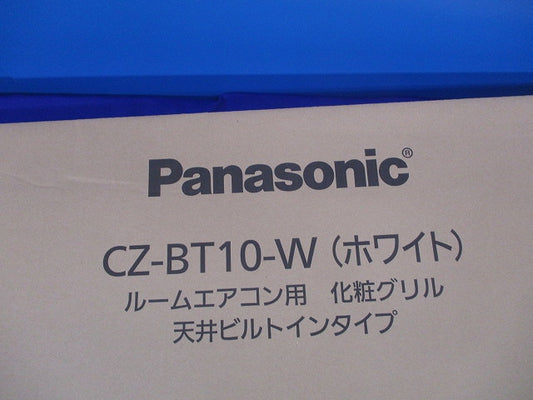 Panasonic®
CZ-BT10-W（ホワイト）
ルームエアコン用　化粧グリル
天井ビルトインタイプ